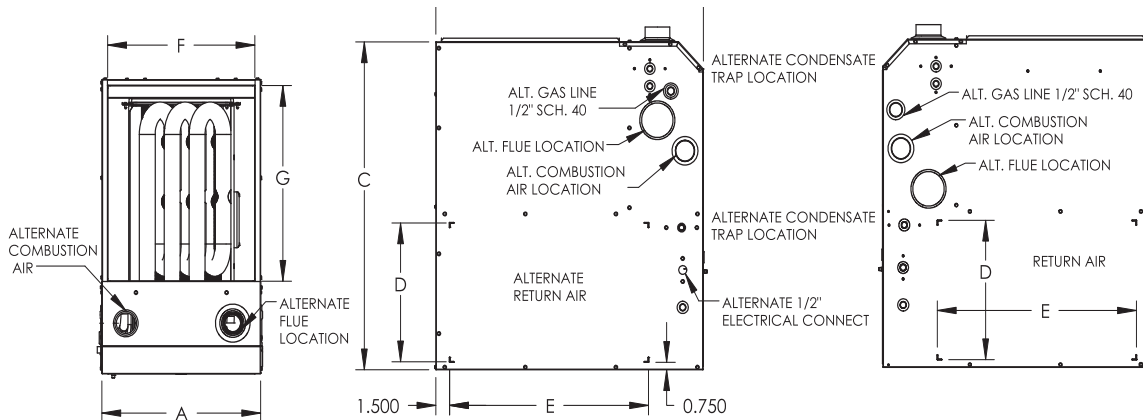 F
G
ALTERNATE
COMBUSTION
AIR
ALTERNATE
FLUE
LOCATION
A
C
ALTERNATE CONDENSATE
TRAP LOCATION
ALT. GAS LINE
1/2" SCH. 40
ALT. FLUE LOCATION
ALT. COMBUSTION
AIR LOCATION
ALTERNATE CONDENSATE
TRAP LOCATION
D
ALTERNATE
RETURN AIR
ALTERNATE 1/2"
ELECTRICAL CONNECT
1.500
E
0.750
ALT. GAS LINE 1/2" SCH. 40
ALT. COMBUSTION
AIR LOCATION
ALT. FLUE LOCATION
D
RETURN AIR
E